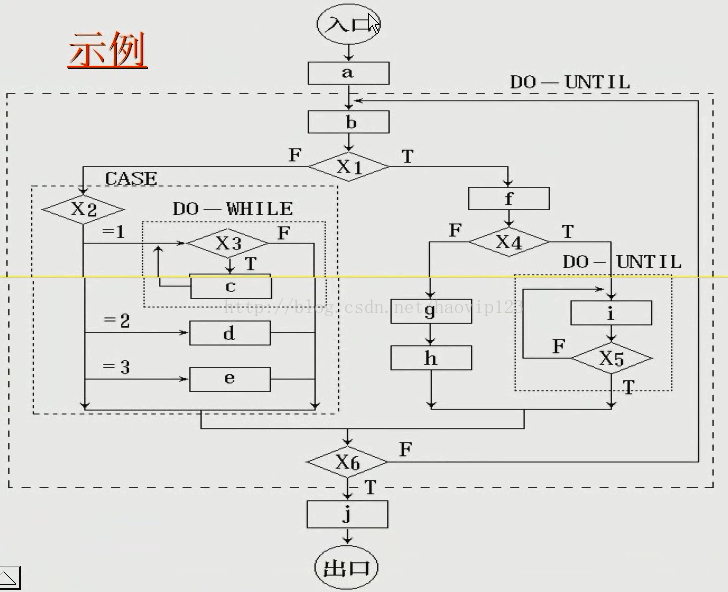 入口
示例
a
DO-UNTIL
b
F
X1
T
CASE
X2
f
DO-WHILE
=1
X3
F
F
X4
T
T
DO-UNTIL
c
http://blog.csdn.net/haovip123
g
i
=2
d
h
F
X5
=3
e
T
X6
F
T
j
出口